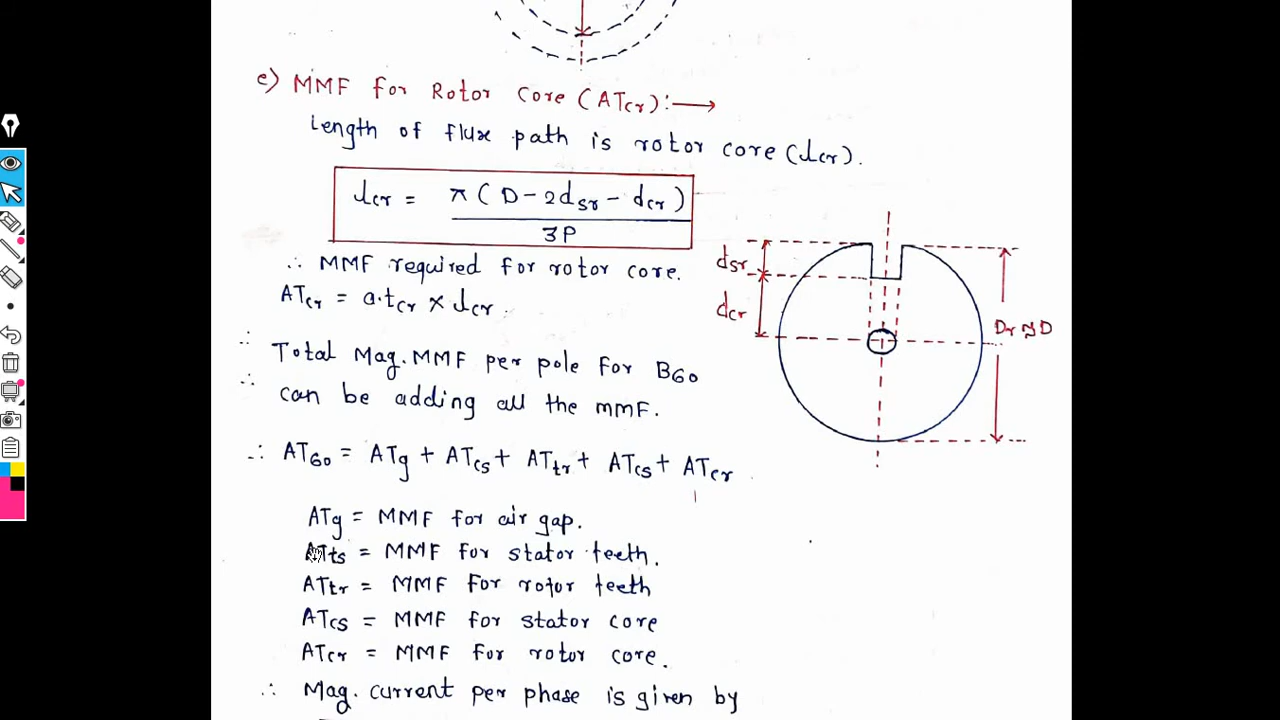 e) MMF for Rotor core (ATcr):→
Length of flux path is rotor core (lcr).
lcr = π(D-2dsr-dcr)
3P
∴ MMF required for rotor core.
ATcr = a.tcr × lcr.
dsr
dcr
Dr ≈ D
∴ Total Mag. MMF per pole for B60
∴ can be adding all the mmF.
∴ AT60 = ATg + ATcs + ATtr + ATcs + ATcr
ATg = MMF for air gap.
ATts = MMF for stator teeth.
ATtr = MMF for rotor teeth
ATcs = MMF for stator core
ATcr = MMF for rotor core.
∴ Mag. current per phase is given by